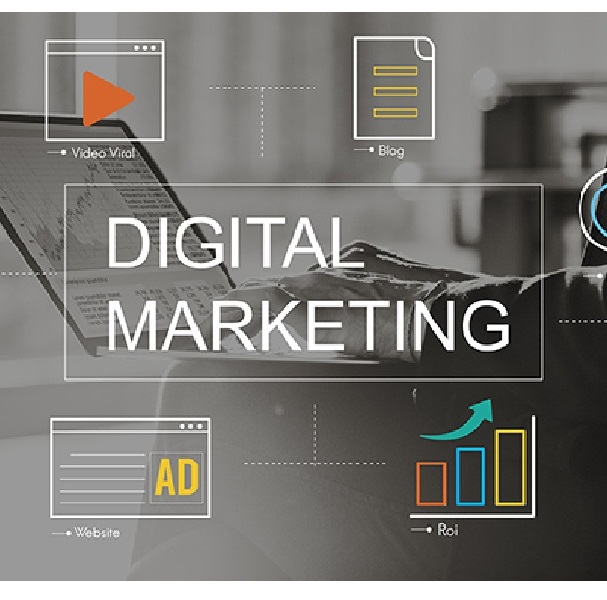 Video Viral
Blog
DIGITAL
MARKETING
AD
Website
Roi